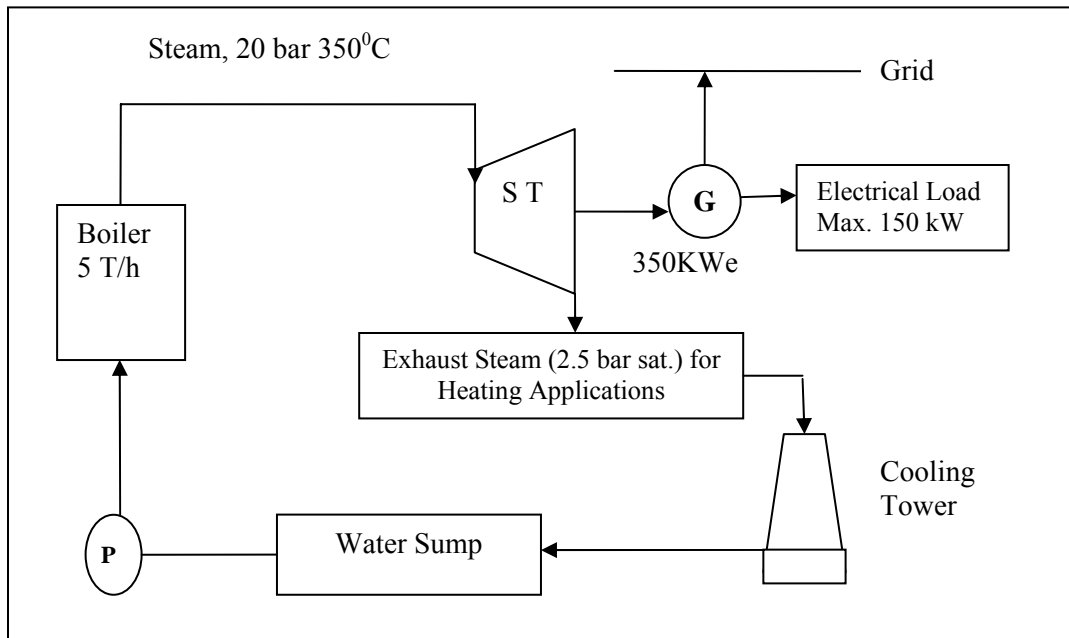 Steam, 20 bar 350⁰C
Grid
S T
G
Electrical Load
Max. 150 kW
Boiler
5 T/h
350KWe
Exhaust Steam (2.5 bar sat.) for
Heating Applications
Cooling
Tower
Water Sump
P